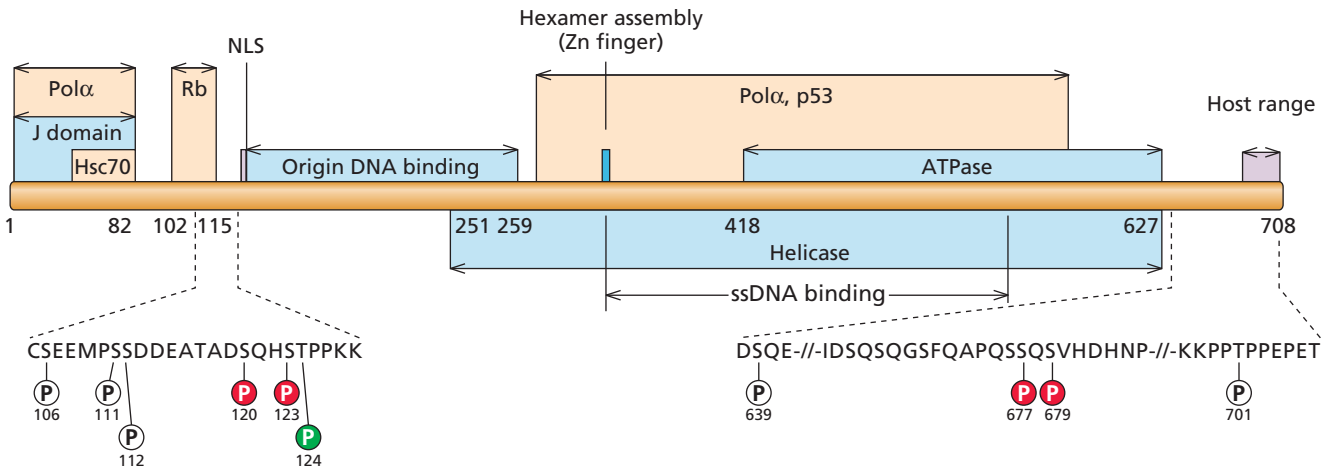 Hexamer assembly
(Zn finger)
NLS
Polα
Rb
Polα, p53
Host range
J domain
Hsc70
Origin DNA binding
ATPase
1
82
102
115
251
259
418
627
708
Helicase
ssDNA binding
CSEEMPSSDDEATADSQHSTPPKK
DSQE-//-IDSQSQGSFQAPQSSQSVHDHNP-//-KKPPTPPEPET
P
P
P
P
P
P
P
P
106
111
120
123
639
677
679
701
P
P
112
124